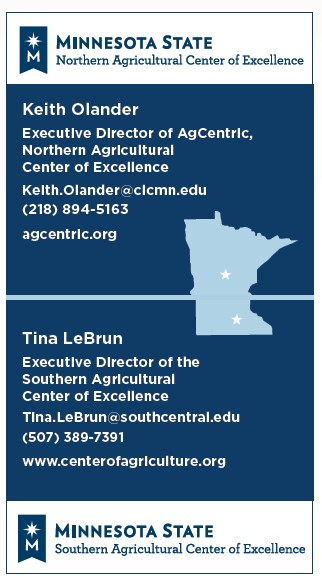 M
MINNESOTA STATE
Northern Agricultural Center of Excellence
Keith Olander
Executive Director of AgCentric,
Northern Agricultural
Center of Excellence
Keith.Olander@clcmn.edu
(218) 894-5163
agcentric.org
Tina LeBrun
Executive Director of the
Southern Agricultural
Center of Excellence
Tina.LeBrun@southcentral.edu
(507) 389-7391
www.centerofagriculture.org
M
MINNESOTA STATE
Southern Agricultural Center of Excellence